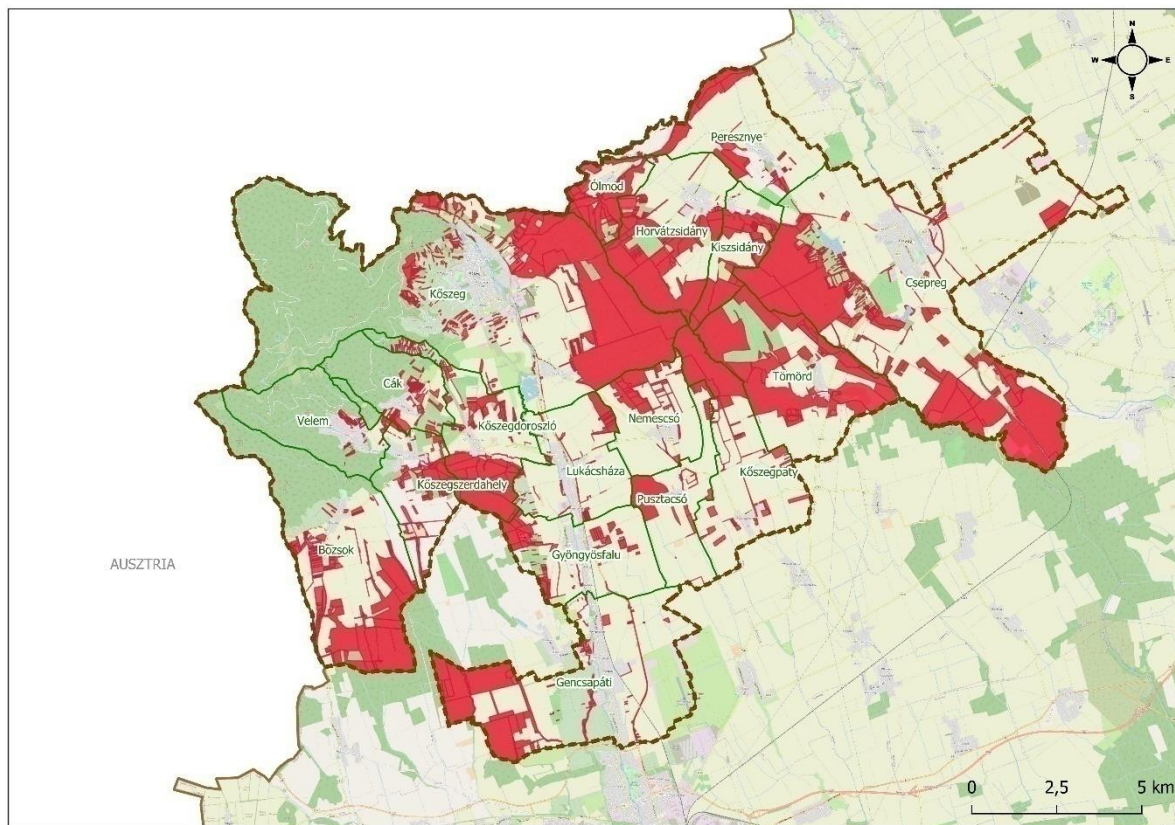 N
W E
S
Peresznye
Ólmod
Horvátzsidány
Kiszsidány
Csepreg
Kőszeg
Tömörd
Cák
Velem
Kőszegdoroszló
Nemescsó
Lukácsháza
Kőszegpaty
Kőszegszerdahely
Pusztacsó
Bozsok
Gyöngyösfalu
AUSZTRIA
Gencsapáti
0 2,5 5 km